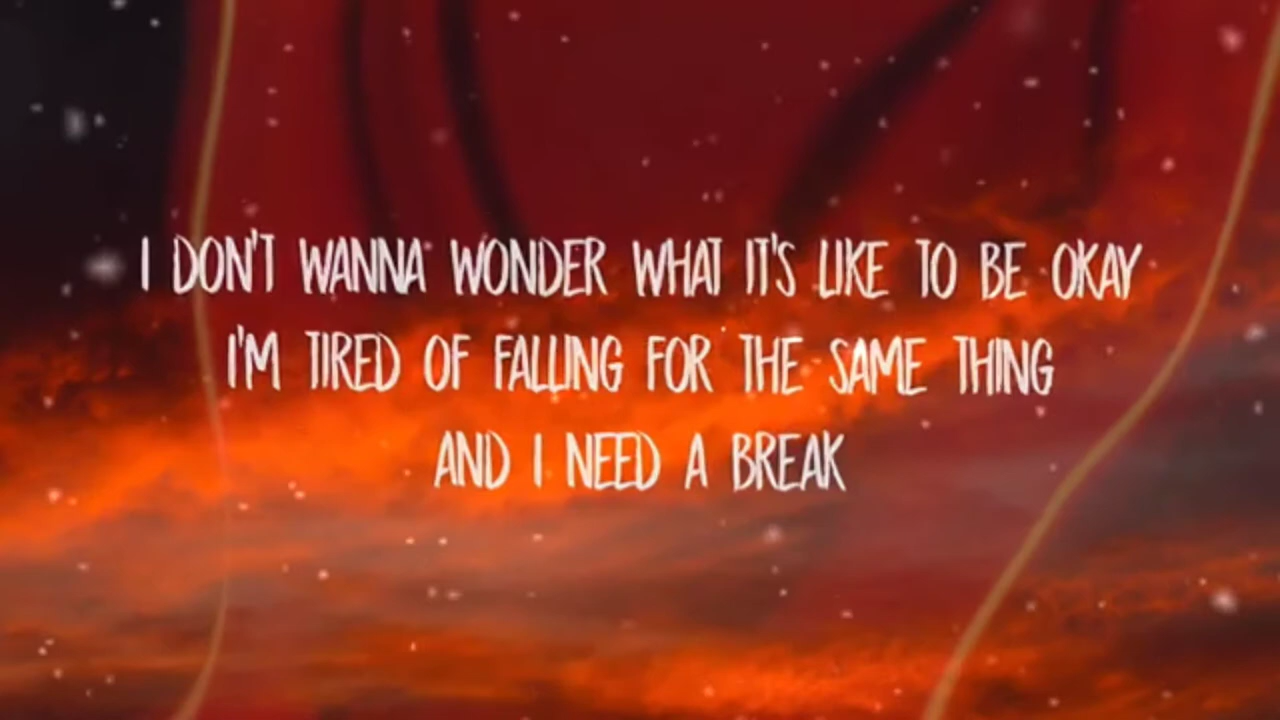 I DON'T WANNA WONDER WHAT IT'S LIKE TO BE OKAY
I'M TIRED OF FALLING FOR THE SAME THING
AND I NEED A BREAK